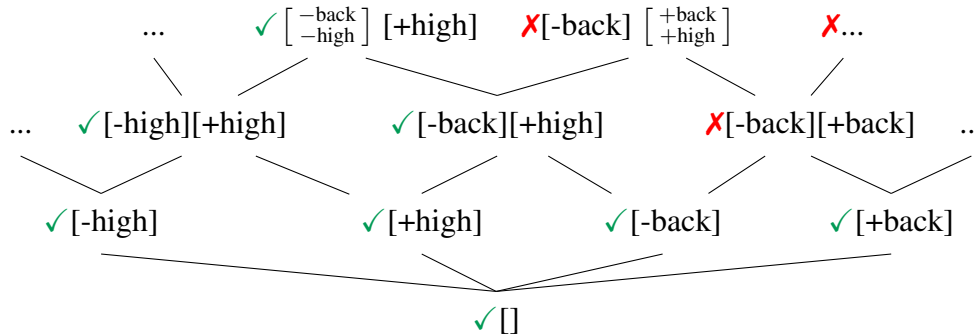 ... ✓[−back −high] [+high] ✗[-back] [+back +high] ✗...
... ✓[-high][+high] ✓[-back][+high] ✗[-back][+back] ..
✓[-high] ✓[+high] ✓[-back] ✓[+back]
✓[]